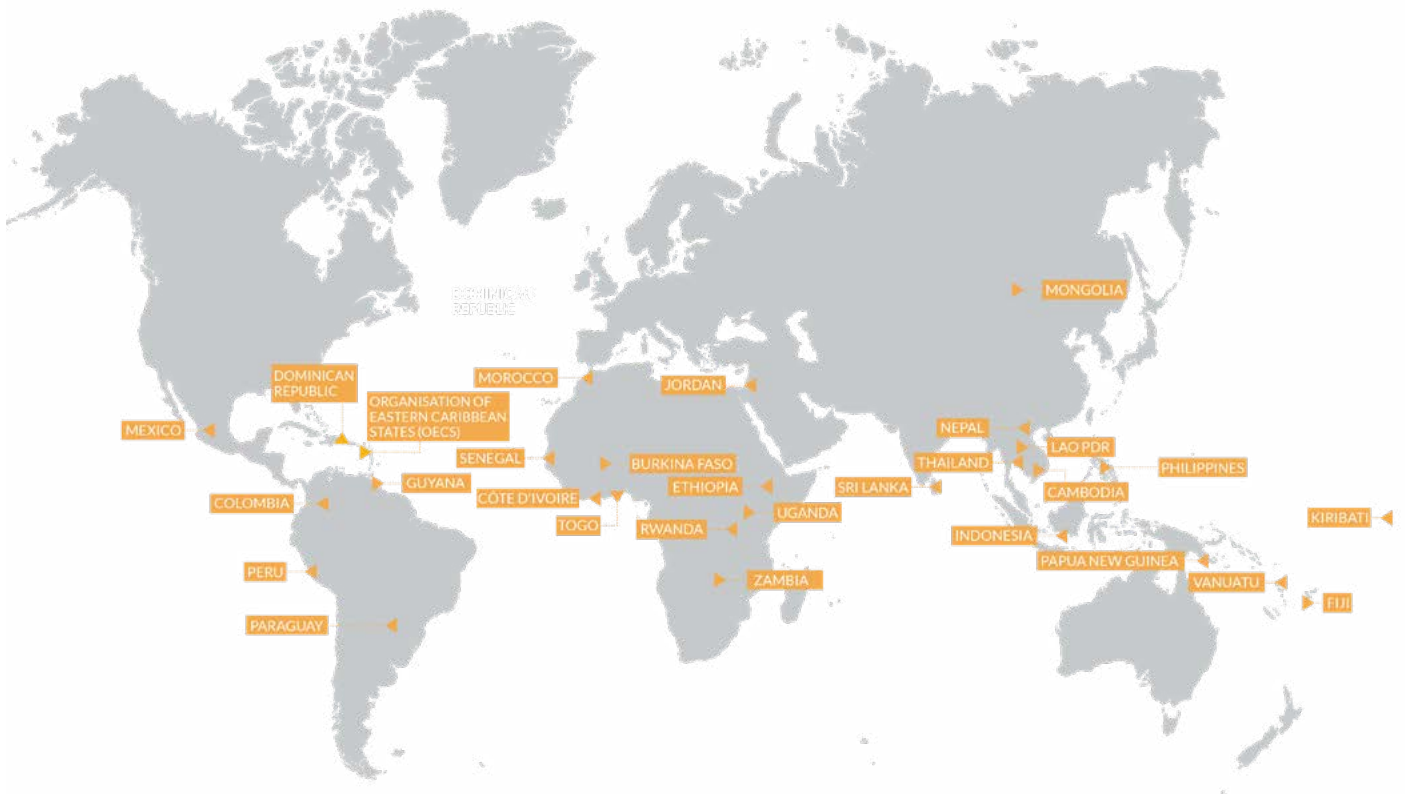 MONGOLIA
DOMINICAN
REPUBLIC
DOMINICAN
REPUBLIC
MOROCCO
JORDAN
ORGANISATION OF
EASTERN CARIBBEAN
STATES (OECS)
MEXICO
NEPAL
LAO PDR
SENEGAL
BURKINA FASO
THAILAND
PHILIPPINES
GUYANA
ETHIOPIA
SRI LANKA
CAMBODIA
COLOMBIA
CÔTE D'IVOIRE
UGANDA
KIRIBATI
TOGO
RWANDA
INDONESIA
PAPUA NEW GUINEA
PERU
ZAMBIA
VANUATU
FIJI
PARAGUAY